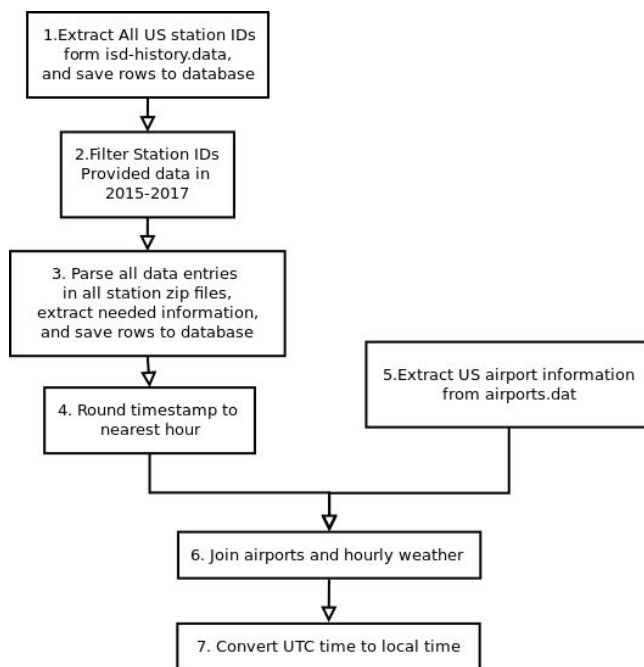 1.Extract All US station IDs
form isd-history.data,
and save rows to database
2.Filter Station IDs
Provided data in
2015-2017
3. Parse all data entries
in all station zip files,
extract needed information,
and save rows to database
5.Extract US airport information
from airports.dat
4. Round timestamp to
nearest hour
6. Join airports and hourly weather
7. Convert UTC time to local time